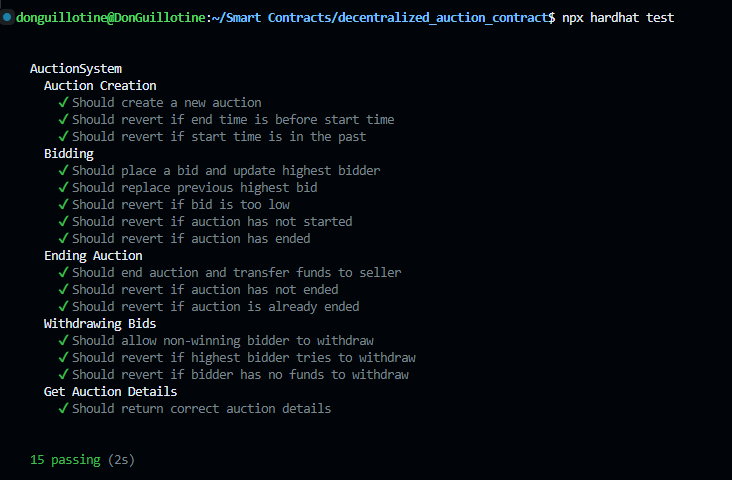 donguillotine@DonGuillotine:~/Smart Contracts/decentralized_auction_contract$ npx hardhat test
AuctionSystem
Auction Creation
✓ Should create a new auction
✓ Should revert if end time is before start time
✓ Should revert if start time is in the past
Bidding
✓ Should place a bid and update highest bidder
✓ Should replace previous highest bid
✓ Should revert if bid is too low
✓ Should revert if auction has not started
✓ Should revert if auction has ended
Ending Auction
✓ Should end auction and transfer funds to seller
✓ Should revert if auction has not ended
✓ Should revert if auction is already ended
Withdrawing Bids
✓ Should allow non-winning bidder to withdraw
✓ Should revert if highest bidder tries to withdraw
✓ Should revert if bidder has no funds to withdraw
Get Auction Details
✓ Should return correct auction details
15 passing (2s)